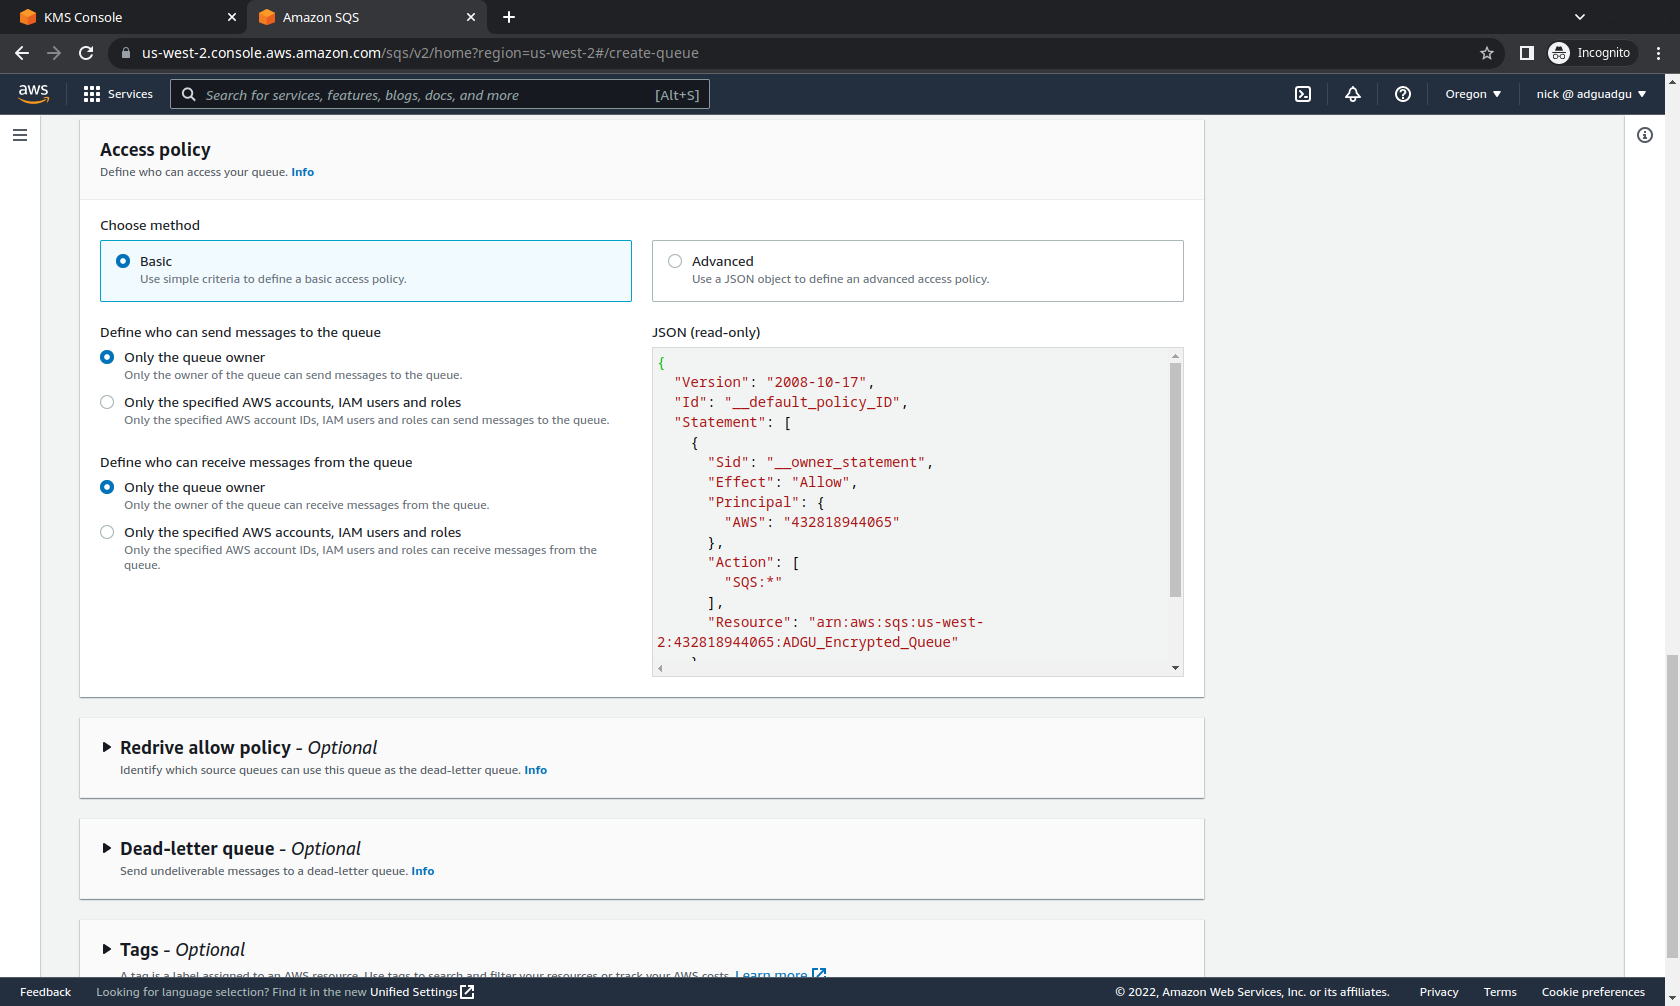 KMS Console
Amazon SQS
us-west-2.console.aws.amazon.com/sqs/v2/home?region=us-west-2#/create-queue
Incognito
aws
Services
Search for services, features, blogs, docs, and more
[Alt+S]
Oregon
nick @ adguadgu
Access policy
Define who can access your queue. Info
Choose method
Basic
Use simple criteria to define a basic access policy.
Advanced
Use a JSON object to define an advanced access policy.
Define who can send messages to the queue
Only the queue owner
Only the owner of the queue can send messages to the queue.
Only the specified AWS accounts, IAM users and roles
Only the specified AWS account IDs, IAM users and roles can send messages to the queue.
Define who can receive messages from the queue
Only the queue owner
Only the owner of the queue can receive messages from the queue.
Only the specified AWS accounts, IAM users and roles
Only the specified AWS account IDs, IAM users and roles can receive messages from the
queue.
JSON (read-only)
{
"Version": "2008-10-17",
"Id": "__default_policy_ID",
"Statement": [
{
"Sid": "__owner_statement",
"Effect": "Allow",
"Principal": {
"AWS": "432818944065"
},
"Action": [
"SQS:*"
],
"Resource": "arn:aws:sqs:us-west-
2:432818944065:ADGU_Encrypted_Queue"
}
Redrive allow policy - Optional
Identify which source queues can use this queue as the dead-letter queue. Info
Dead-letter queue - Optional
Send undeliverable messages to a dead-letter queue. Info
Tags - Optional
A tag is a label assigned to an AWS resource. Use tags to search and filter your resources or track your AWS costs. Learn more
Feedback
Looking for language selection? Find it in the new Unified Settings
© 2022, Amazon Web Services, Inc. or its affiliates.
Privacy
Terms
Cookie preferences